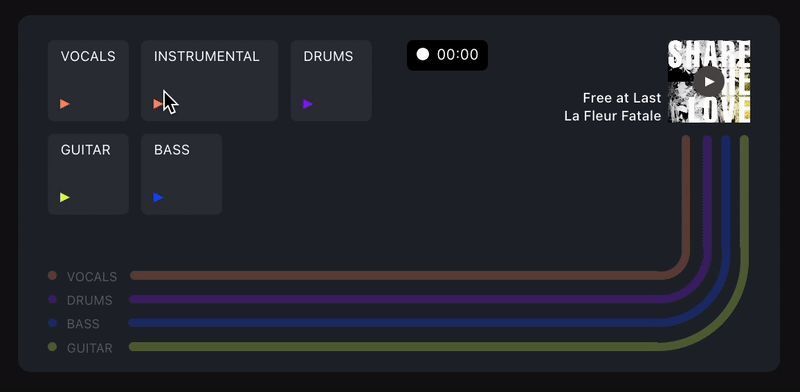 VOCALS
INSTRUMENTAL
DRUMS
00:00
SHARE
THE
LOVE
Free at Last
La Fleur Fatale
GUITAR
BASS
VOCALS
DRUMS
BASS
GUITAR